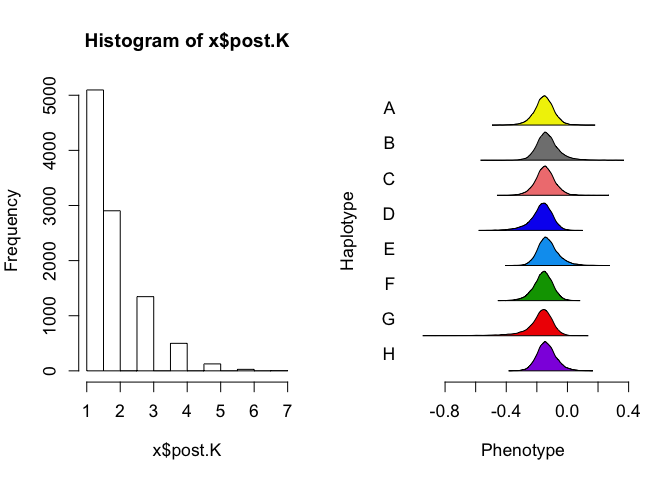 Histogram of x$post.K
Frequency
0
1000
2000
3000
4000
5000
1 2 3 4 5 6 7
x$post.K
Haplotype
A
B
C
D
E
F
G
H
-0.8 -0.4 0.0 0.4
Phenotype